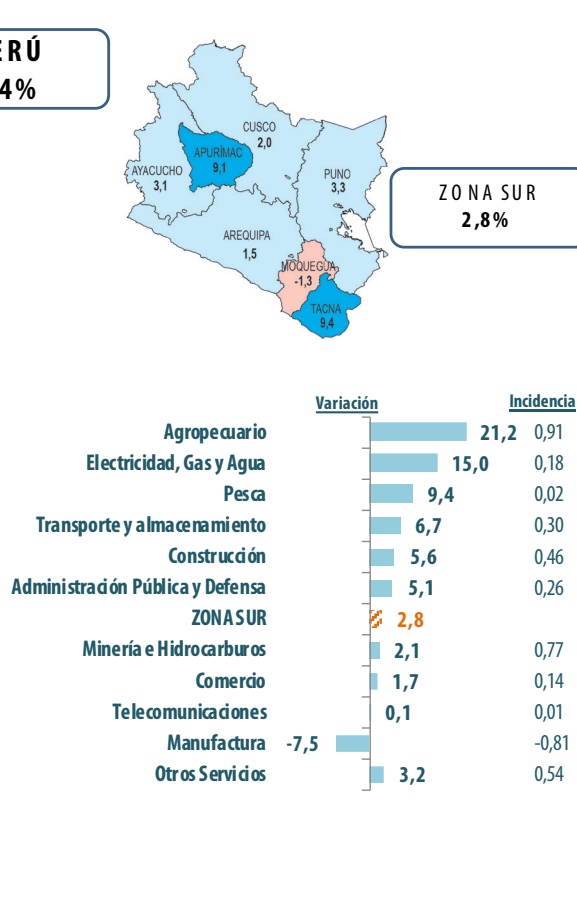 ERÚ
4%
CUSCO
2,0
APURÍMAC
9,1
AYACUCHO
3,1
PUNO
3,3
ZONA SUR
2,8%
AREQUIPA
1,5
MOQUEGUA
-1,3
TACNA
9,4
Variación Incidencia
Agropecuario 21,2 0,91
Electricidad, Gas y Agua 15,0 0,18
Pesca 9,4 0,02
Transporte y almacenamiento 6,7 0,30
Construcción 5,6 0,46
Administración Pública y Defensa 5,1 0,26
ZONA SUR 2,8
Minería e Hidrocarburos 2,1 0,77
Comercio 1,7 0,14
Telecomunicaciones 0,1 0,01
Manufactura -7,5 -0,81
Otros Servicios 3,2 0,54